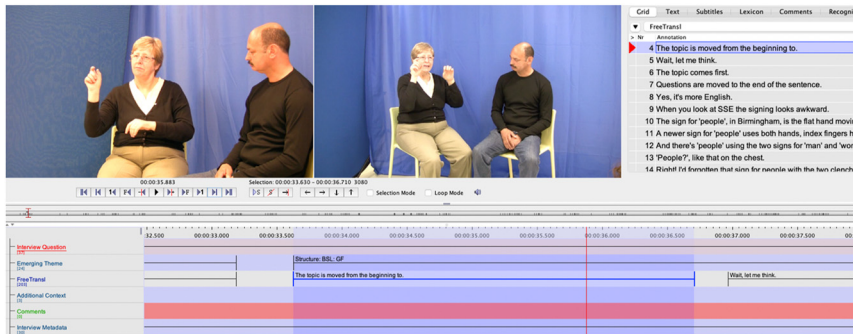 Grid Text Subtitles Lexicon Comments
FreeTransl
> Nr Annotation
4 The topic is moved from the beginning to.
5 Wait, let me think.
6 The topic comes first.
7 Questions are moved to the end of the sentence.
8 Yes, it's more English.
9 When you look at SSE the signing looks awkward.
10 The sign for 'people', in Birmingham, is the flat hand
11 A newer sign for 'people' uses both hands, index fingers
12 And there's 'people' using the two signs for 'man' and
13 'People?', like that on the chest.
14 Right! I'd forgotten that sign for people with the two
00:00:35.883
Selection: 00:00:33.630 - 00:00:36.710 3080
Selection Mode Loop Mode
:32.500 00:00:33.000 00:00:33.500 00:00:34.000 00:00:34.500 00:00:35.000 00:00:35.500 00:00:36.000 00:00:36.500 00:00:37.000 00:00:37.500
Interview Question
Emerging Theme
Structure: BSL: GF
FreeTransl
The topic is moved from the beginning to.
Wait, let me think.
Additional Context
Comments
Interview Metadata